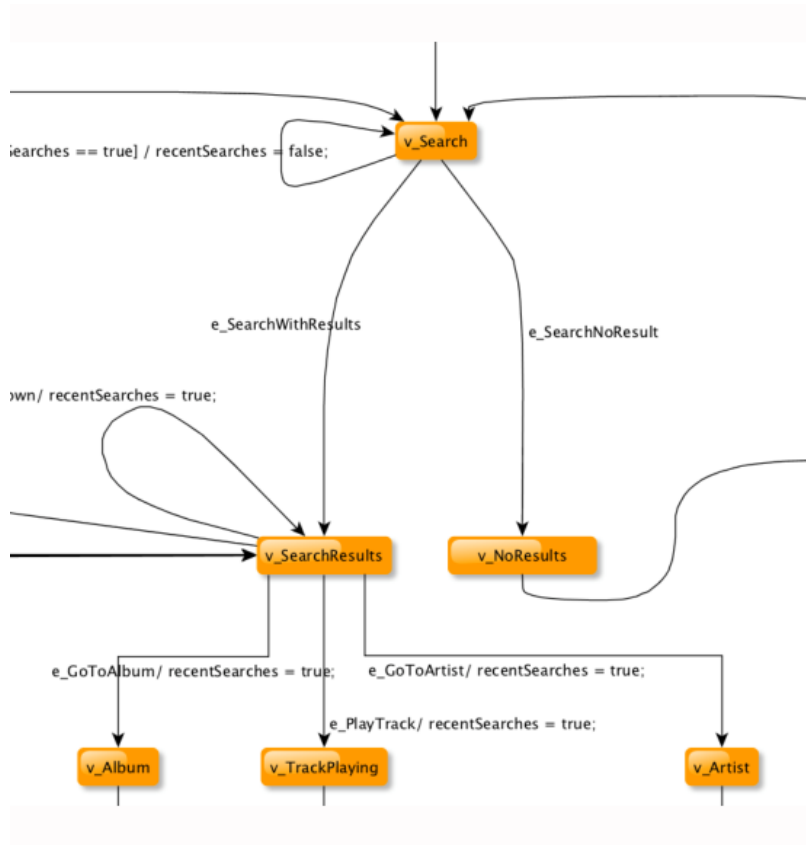 v_Search
Searches == true] / recentSearches = false;
e_SearchWithResults
e_SearchNoResult
own/ recentSearches = true;
v_SearchResults
v_NoResults
e_GoToAlbum/ recentSearches = true;
e_GoToArtist/ recentSearches = true;
e_PlayTrack/ recentSearches = true;
v_Album
v_TrackPlaying
v_Artist